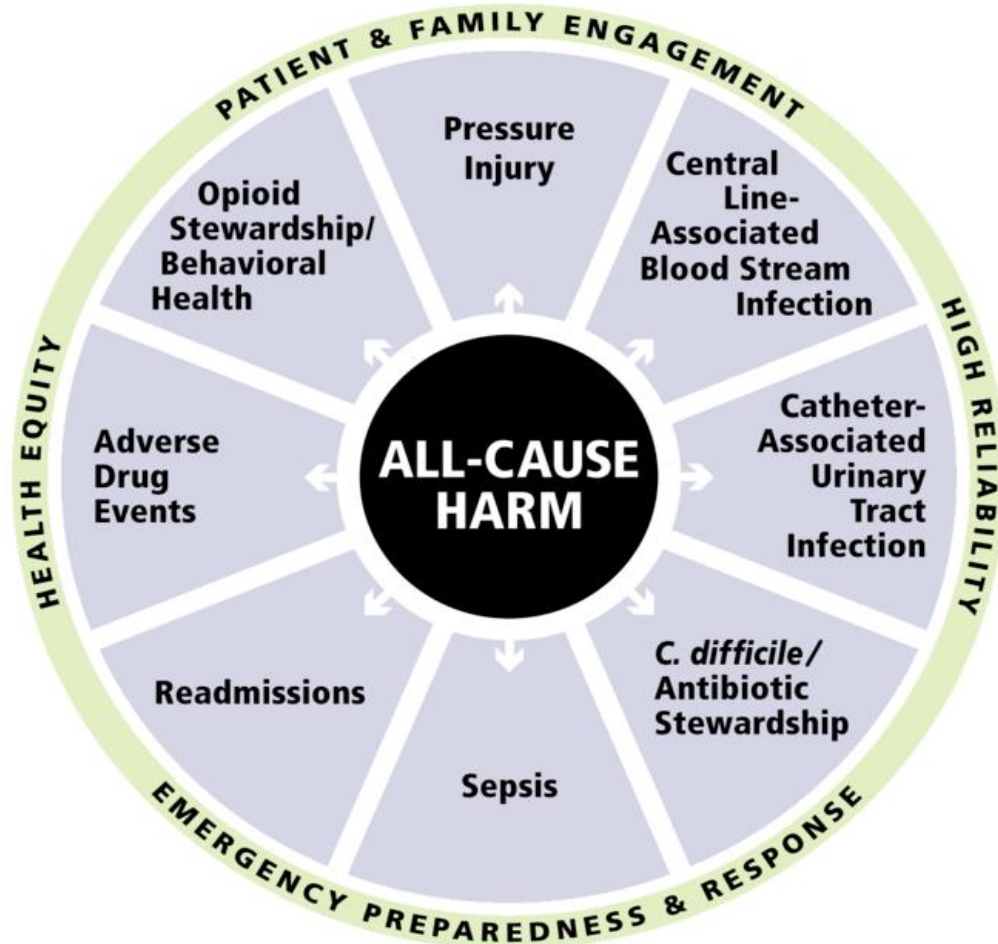 PATIENT & FAMILY ENGAGEMENT
HIGH RELIABILITY
EMERGENCY PREPAREDNESS & RESPONSE
HEALTH EQUITY
Pressure
Injury
Central
Line-
Associated
Blood Stream
Infection
Catheter-
Associated
Urinary
Tract
Infection
C. difficile/
Antibiotic
Stewardship
Sepsis
Readmissions
Adverse
Drug
Events
Opioid
Stewardship/
Behavioral
Health
ALL-CAUSE
HARM